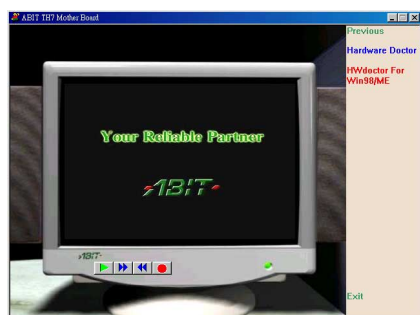 ABIT TH7 Mother Board
Previous
Hardware Doctor
HWdoctor For
Win98/ME
Your Reliable Partner
ABIT
ABIT
Exit